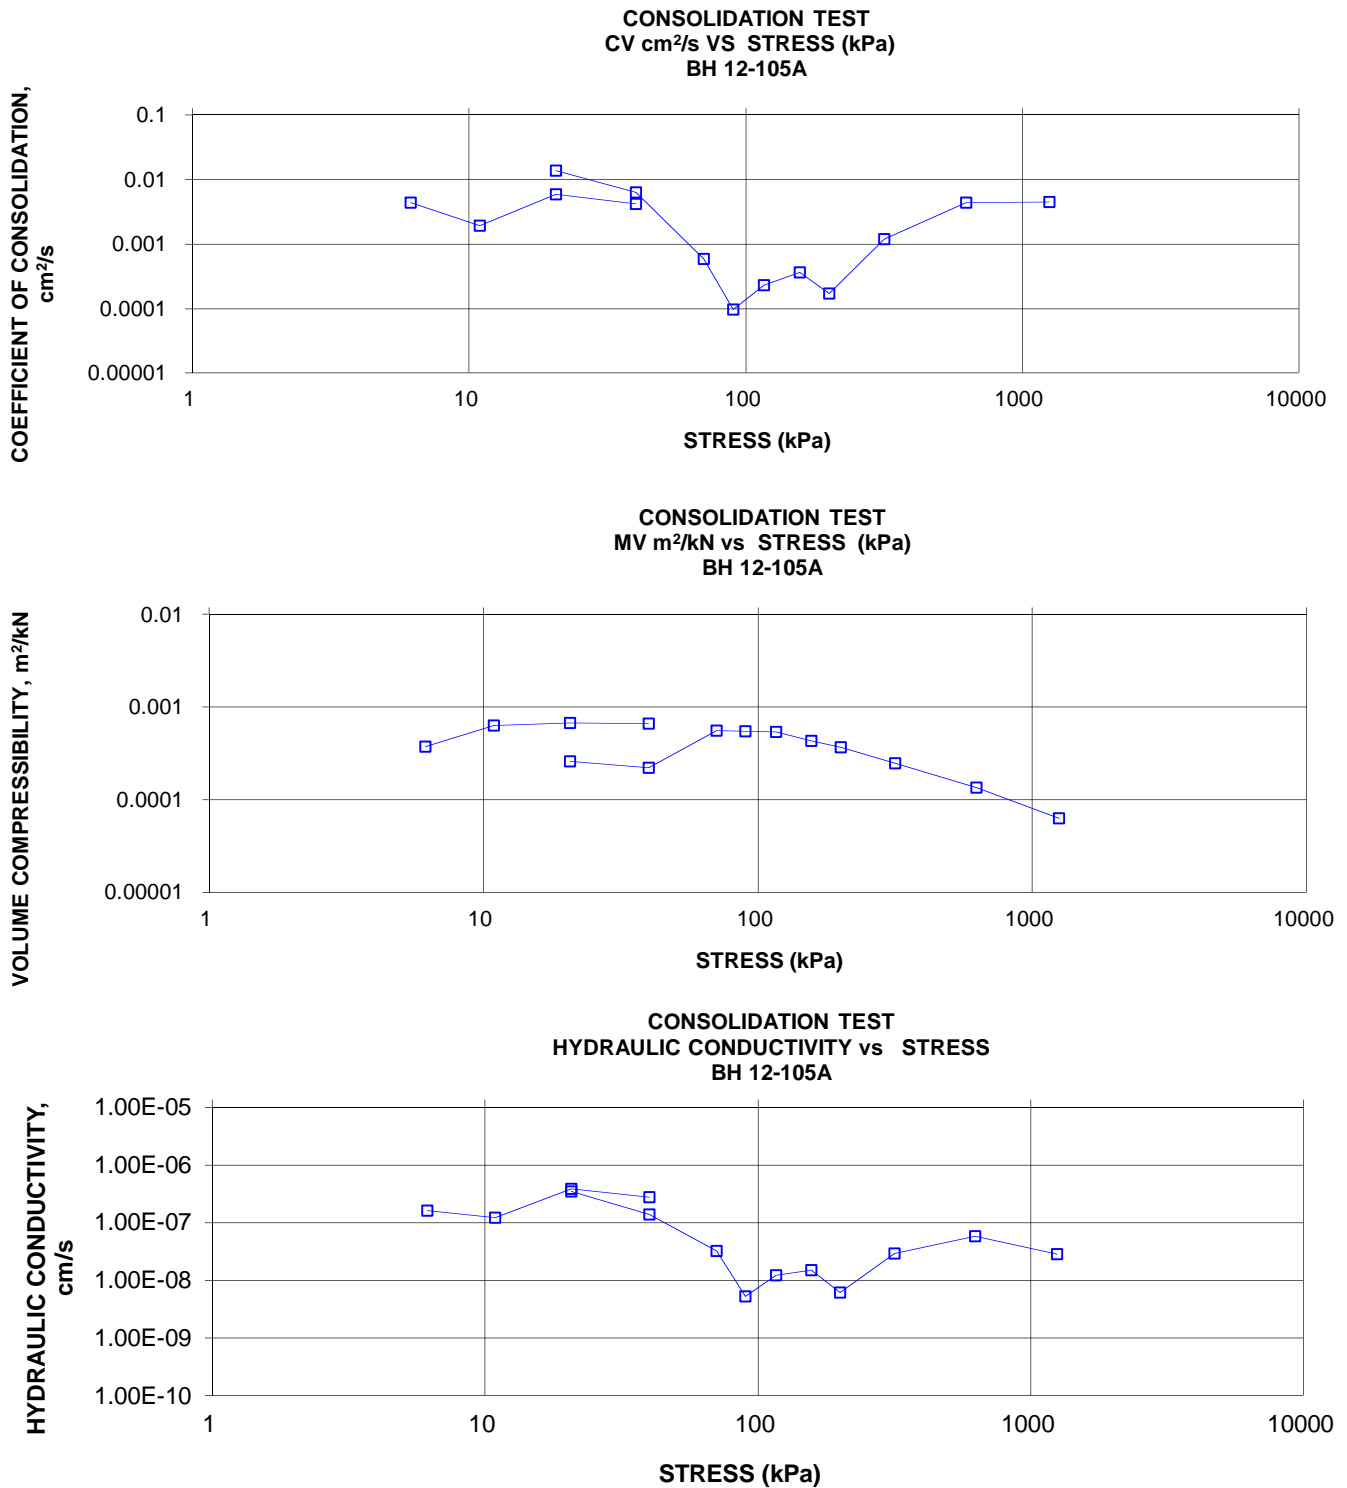 CONSOLIDATION TEST
CV cm²/s VS STRESS (kPa)
BH 12-105A
COEFFICIENT OF CONSOLIDATION,
cm²/s
0.1
0.01
0.001
0.0001
0.00001
1 10 100 1000 10000
STRESS (kPa)
CONSOLIDATION TEST
MV m²/kN vs STRESS (kPa)
BH 12-105A
VOLUME COMPRESSIBILITY, m²/kN
0.01
0.001
0.0001
0.00001
1 10 100 1000 10000
STRESS (kPa)
CONSOLIDATION TEST
HYDRAULIC CONDUCTIVITY vs STRESS
BH 12-105A
HYDRAULIC CONDUCTIVITY,
cm/s
1.00E-05
1.00E-06
1.00E-07
1.00E-08
1.00E-09
1.00E-10
1 10 100 1000 10000
STRESS (kPa)